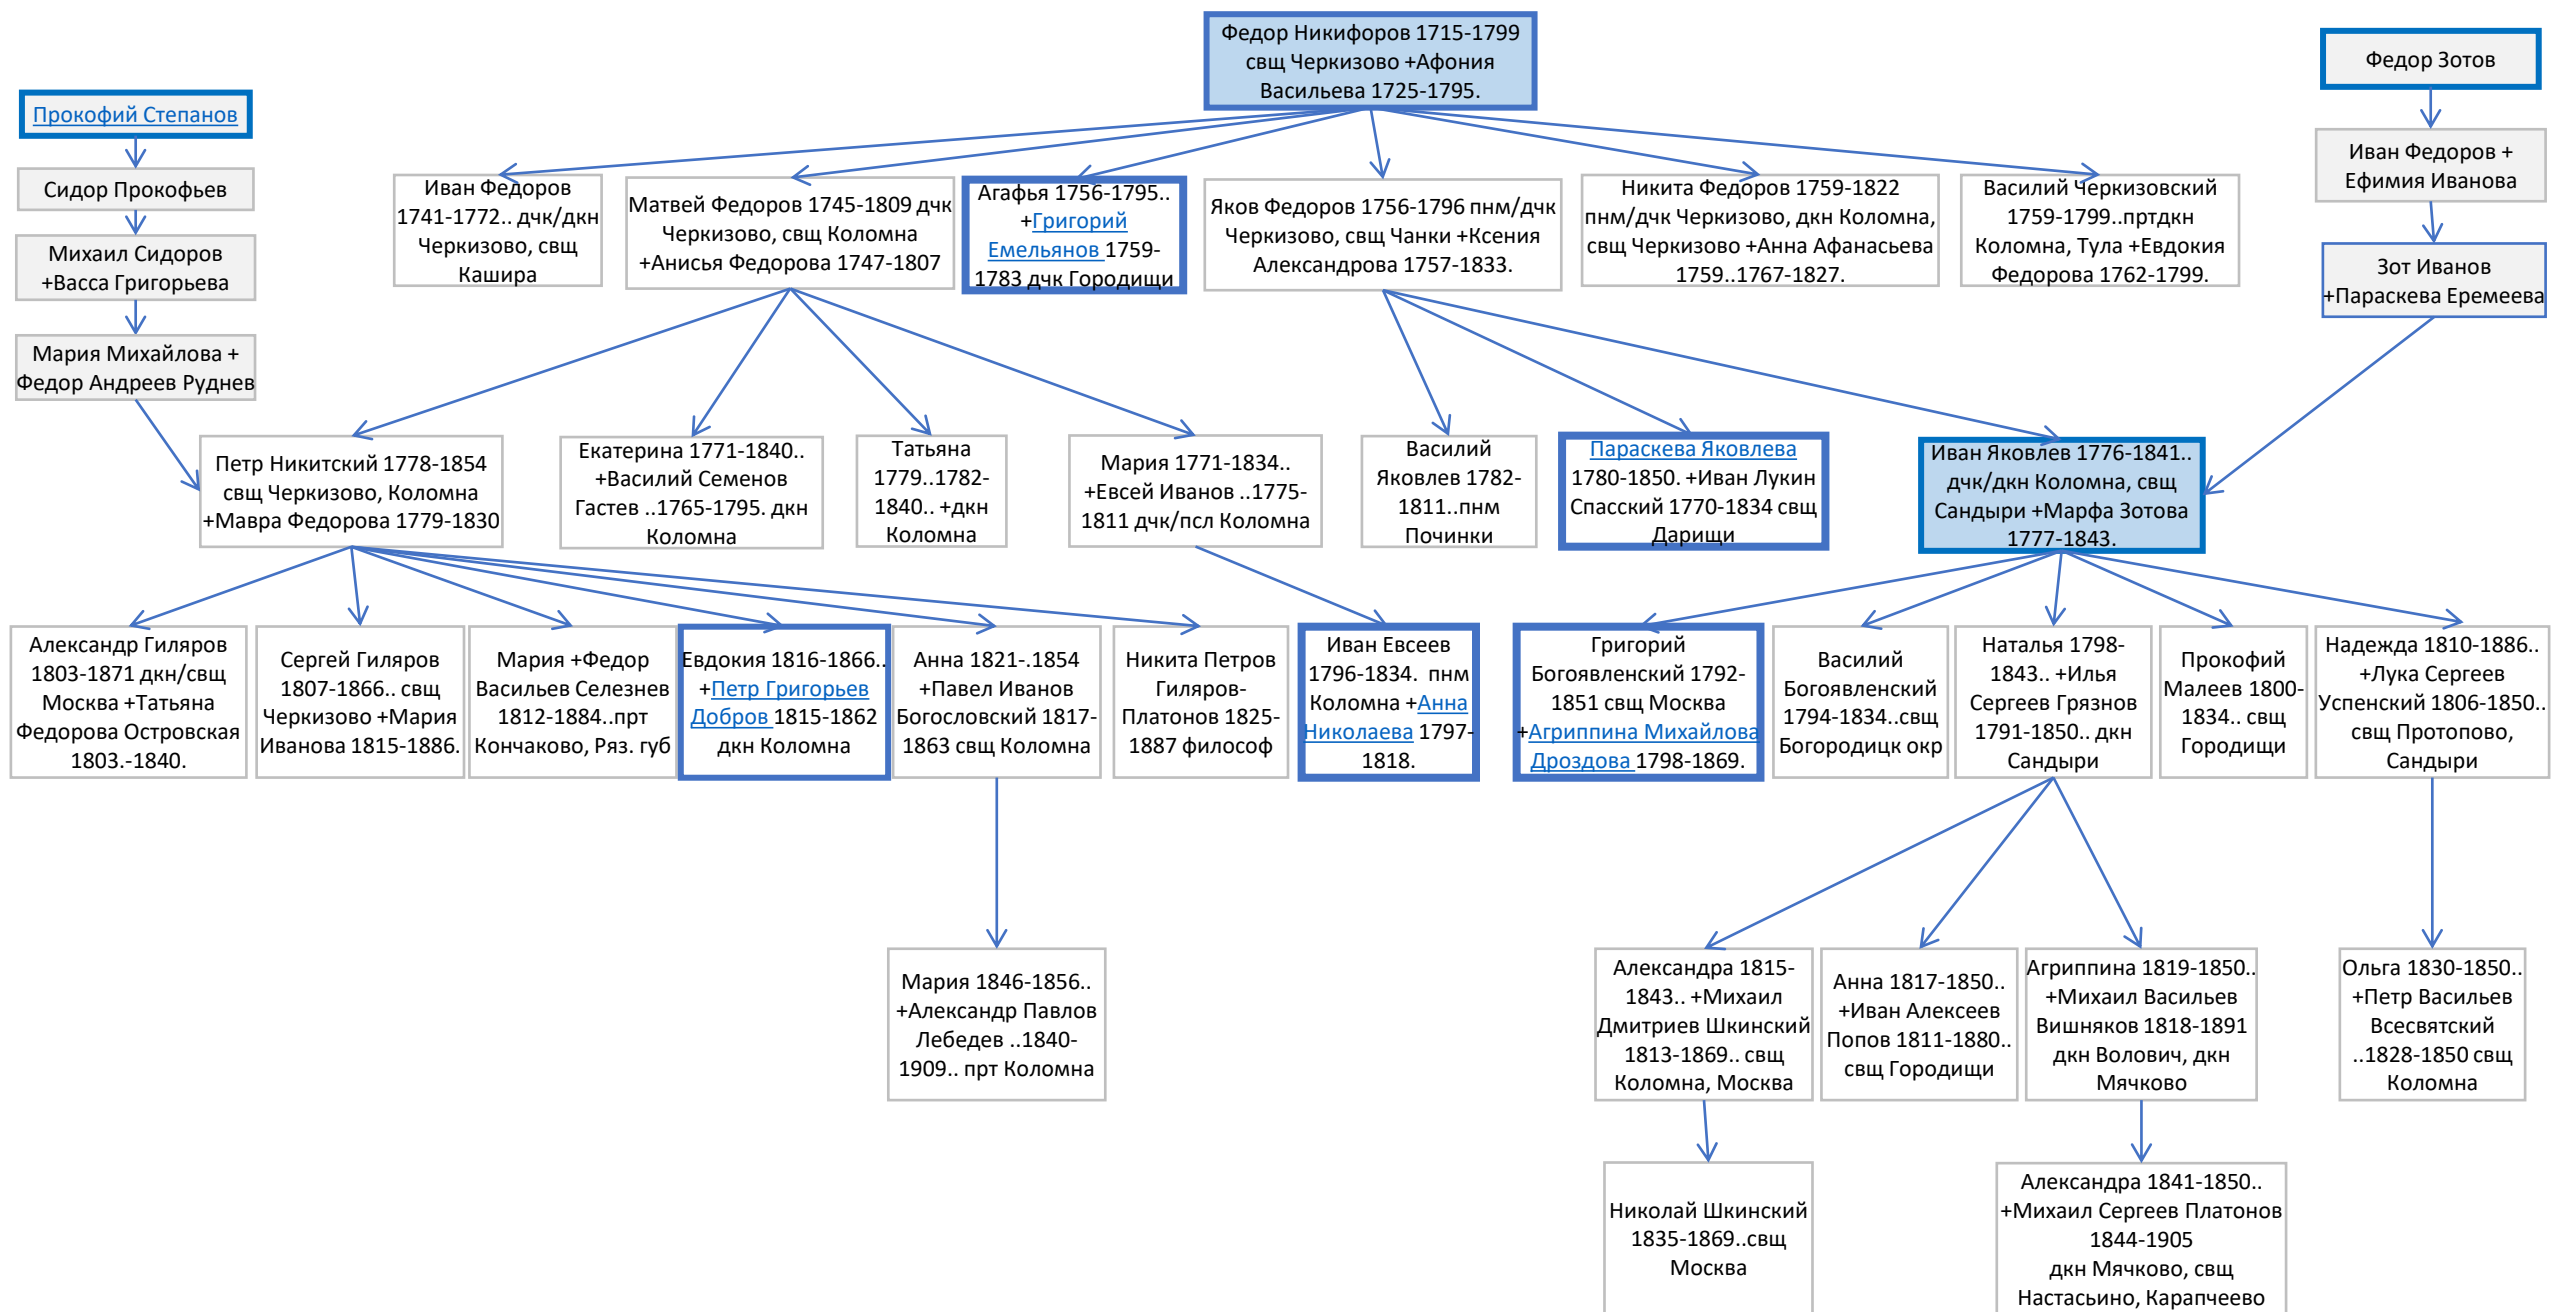 Федор Никифоров 1715-1799
свщ Черкизово +Афония
Васильева 1725-1795.
Федор Зотов
Прокофий Степанов
Иван Федоров +
Ефимия Иванова
Сидор Прокофьев
Иван Федоров
1741-1772.. дчк/дкн
Черкизово, свщ
Кашира
Матвей Федоров 1745-1809 дчк
Черкизово, свщ Коломна
+Анисья Федорова 1747-1807
Агафья 1756-1795..
+Григорий
Емельянов 1759-
1783 дчк Городищи
Яков Федоров 1756-1796 пнм/дчк
Черкизово, свщ Чанки +Ксения
Александрова 1757-1833.
Никита Федоров 1759-1822
пнм/дчк Черкизово, дкн Коломна,
свщ Черкизово +Анна Афанасьева
1759..1767-1827.
Василий Черкизовский
1759-1799..пртдкн
Коломна, Тула +Евдокия
Федорова 1762-1799.
Михаил Сидоров
+Васса Григорьева
Зот Иванов
+Параскева Еремеева
Мария Михайлова +
Федор Андреев Руднев
Петр Никитский 1778-1854
свщ Черкизово, Коломна
+Мавра Федорова 1779-1830
Екатерина 1771-1840..
+Василий Семенов
Гастев ..1765-1795. дкн
Коломна
Татьяна
1779..1782-
1840.. +дкн
Коломна
Мария 1771-1834..
+Евсей Иванов ..1775-
1811 дчк/псл Коломна
Василий
Яковлев 1782-
1811..пнм
Починки
Параскева Яковлева
1780-1850. +Иван Лукин
Спасский 1770-1834 свщ
Дарищи
Иван Яковлев 1776-1841..
дчк/дкн Коломна, свщ
Сандыри +Марфа Зотова
1777-1843.
Александр Гиляров
1803-1871 дкн/свщ
Москва +Татьяна
Федорова Островская
1803.-1840.
Сергей Гиляров
1807-1866.. свщ
Черкизово +Мария
Иванова 1815-1886.
Мария +Федор
Васильев Селезнев
1812-1884..прт
Кончаково, Ряз. губ
Евдокия 1816-1866..
+Петр Григорьев
Добров 1815-1862
дкн Коломна
Анна 1821-.1854
+Павел Иванов
Богословский 1817-
1863 свщ Коломна
Никита Петров
Гиляров-
Платонов 1825-
1887 философ
Иван Евсеев
1796-1834.  пнм
Коломна +Анна
Николаева 1797-
1818.
Григорий
Богоявленский 1792-
1851 свщ Москва
+Агриппина Михайлова
Дроздова 1798-1869.
Василий
Богоявленский
1794-1834..свщ
Богородицк окр
Наталья 1798-
1843.. +Илья
Сергеев Грязнов
1791-1850.. дкн
Сандыри
Прокофий
Малеев 1800-
1834.. свщ
Городищи
Надежда 1810-1886..
+Лука Сергеев
Успенский 1806-1850..
свщ Протопово,
Сандыри
Мария 1846-1856..
+Александр Павлов
Лебедев ..1840-
1909.. прт Коломна
Александра 1815-
1843.. +Михаил
Дмитриев Шкинский
1813-1869.. свщ
Коломна, Москва
Анна 1817-1850..
+Иван Алексеев
Попов 1811-1880..
свщ Городищи
Агриппина 1819-1850..
+Михаил Васильев
Вишняков 1818-1891
дкн Волович, дкн
Мячково
Ольга 1830-1850..
+Петр Васильев
Всесвятский
..1828-1850 свщ
Коломна
Николай Шкинский
1835-1869..свщ
Москва
Александра 1841-1850..
+Михаил Сергеев Платонов
1844-1905
дкн Мячково, свщ
Настасьино, Карапчеево